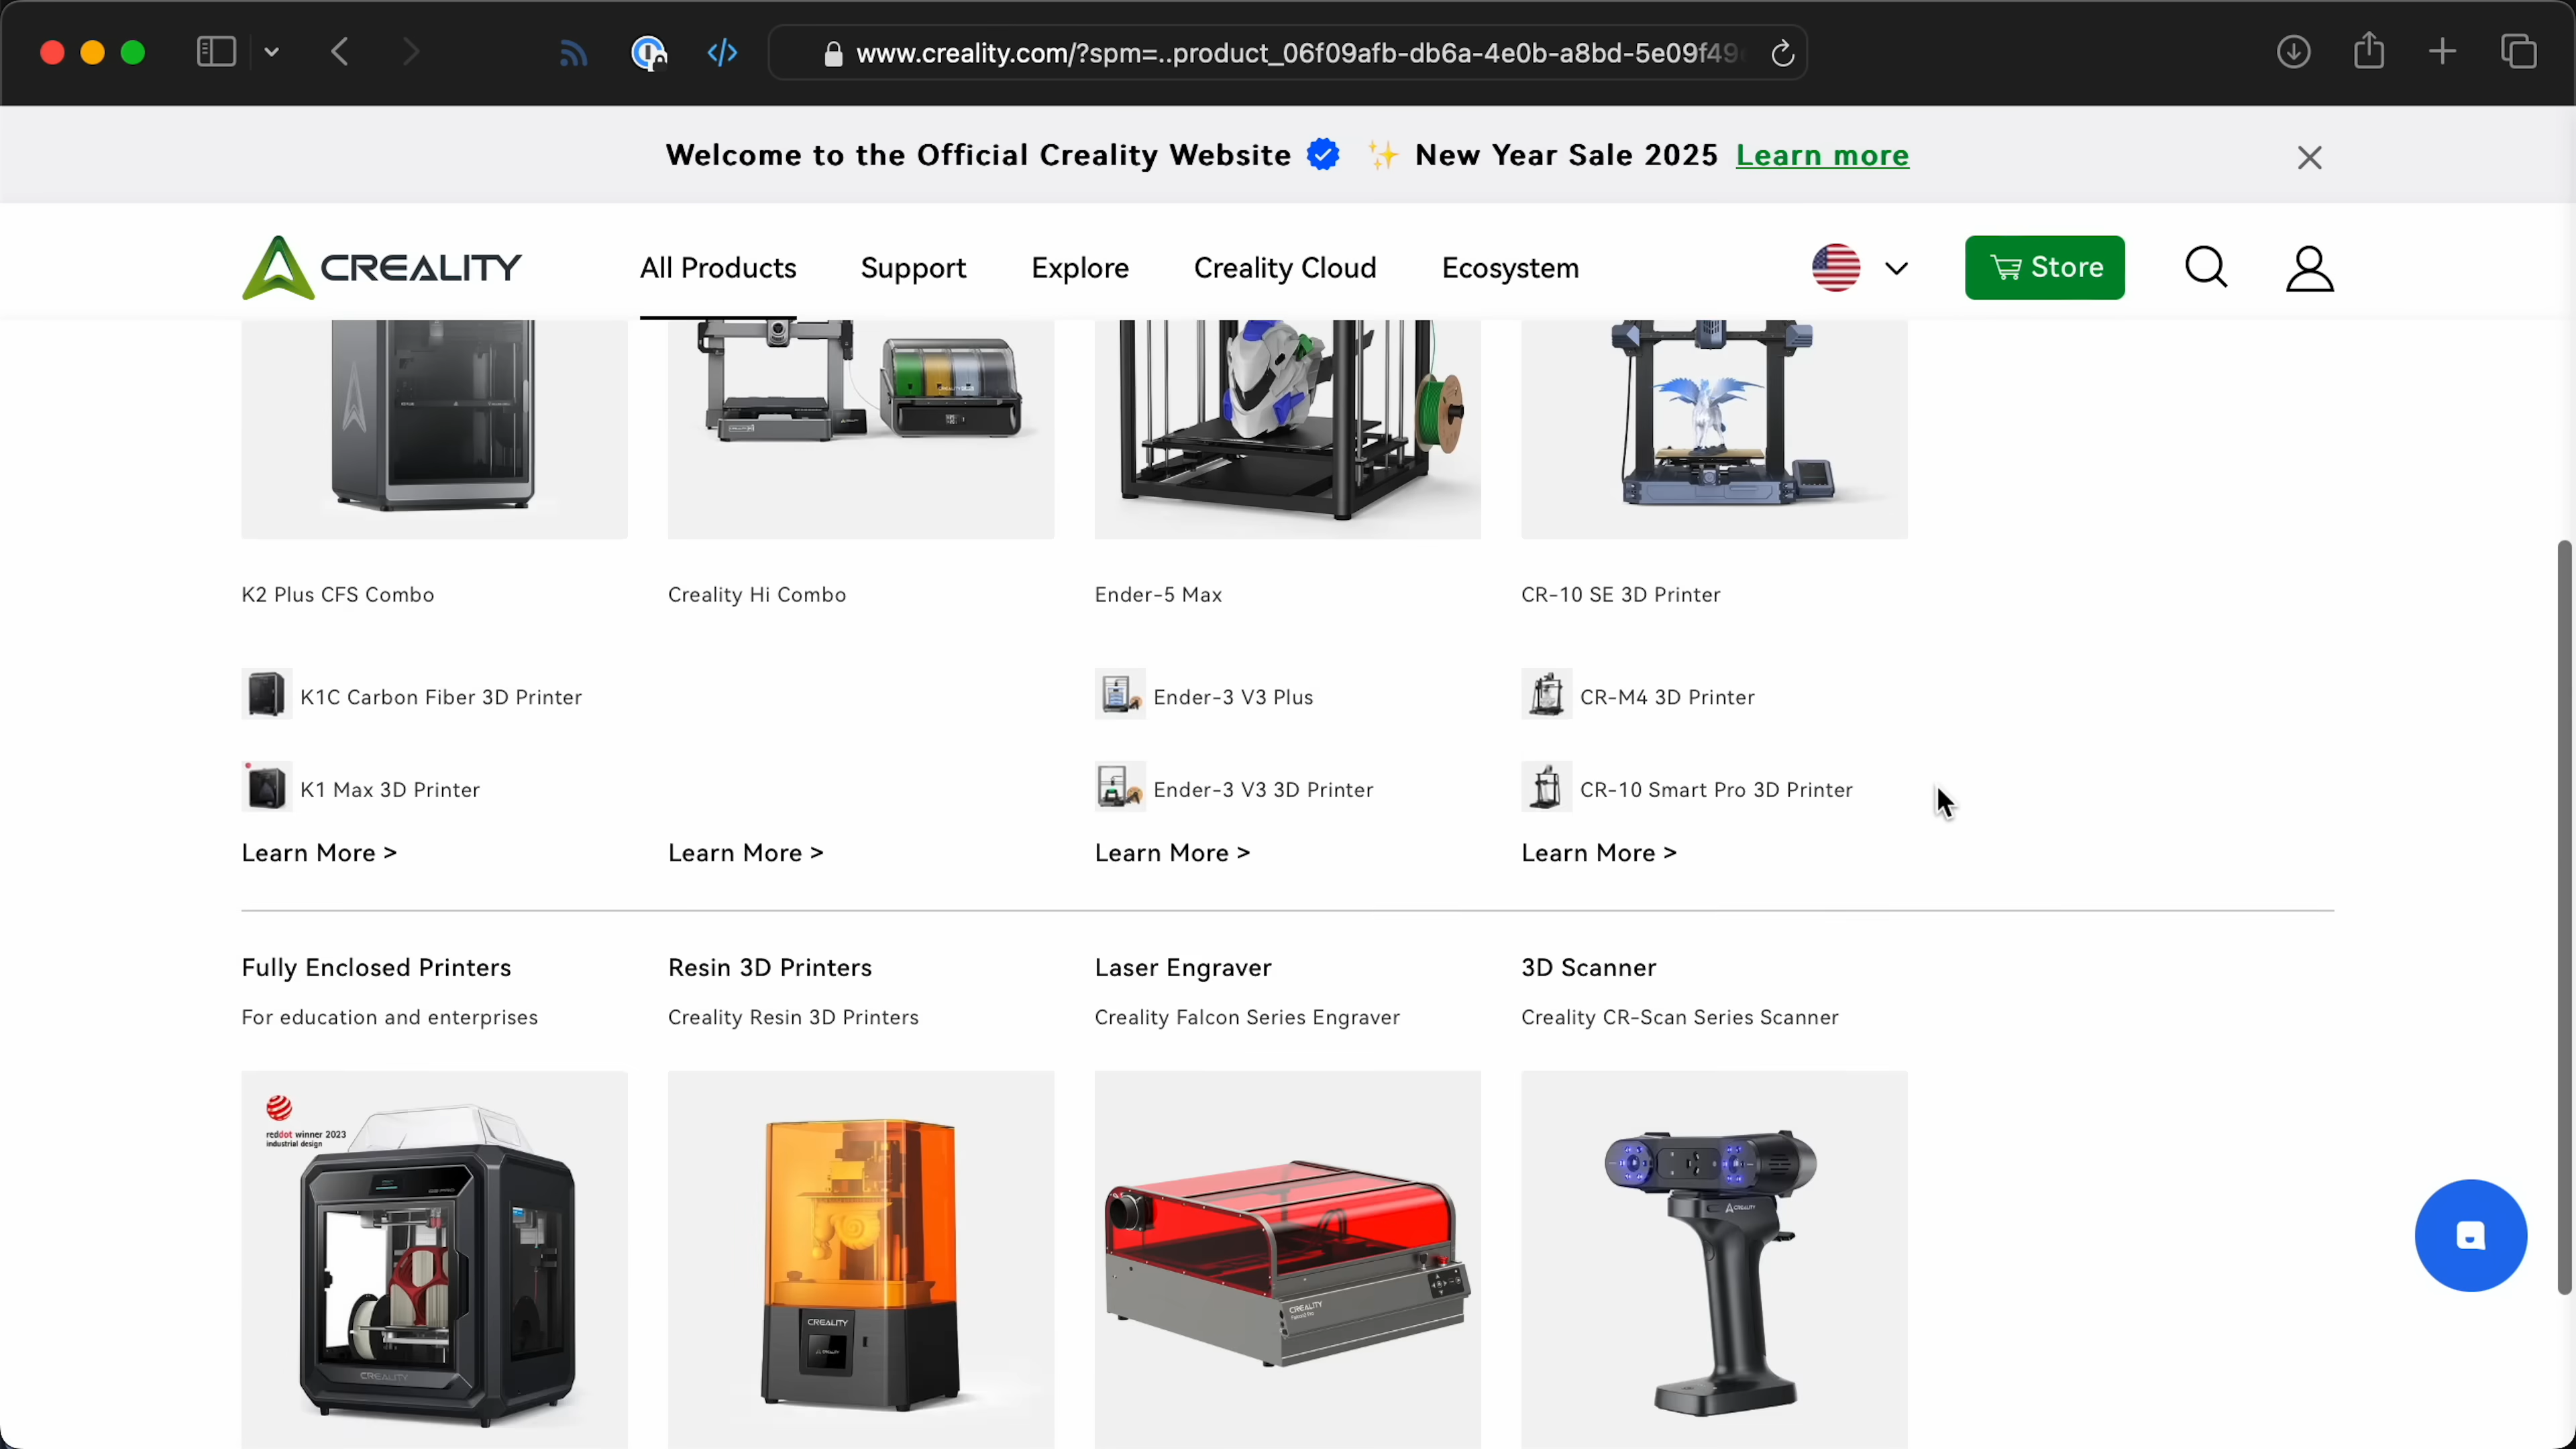 www.creality.com/?spm=..product_06f09afb-db6a-4e0b-a8bd-5e09f49
Welcome to the Official Creality Website ✨ New Year Sale 2025 Learn more
CREALITY All Products Support Explore Creality Cloud Ecosystem Store
K2 Plus CFS Combo Creality Hi Combo Ender-5 Max CR-10 SE 3D Printer
K1C Carbon Fiber 3D Printer Ender-3 V3 Plus CR-M4 3D Printer
K1 Max 3D Printer Ender-3 V3 3D Printer CR-10 Smart Pro 3D Printer
Learn More > Learn More > Learn More > Learn More >
Fully Enclosed Printers Resin 3D Printers Laser Engraver 3D Scanner
For education and enterprises Creality Resin 3D Printers Creality Falcon Series Engraver Creality CR-Scan Series Scanner
reddot winner 2023
industrial design
CREALITY
CREALITY
CREALITY
CREALITY